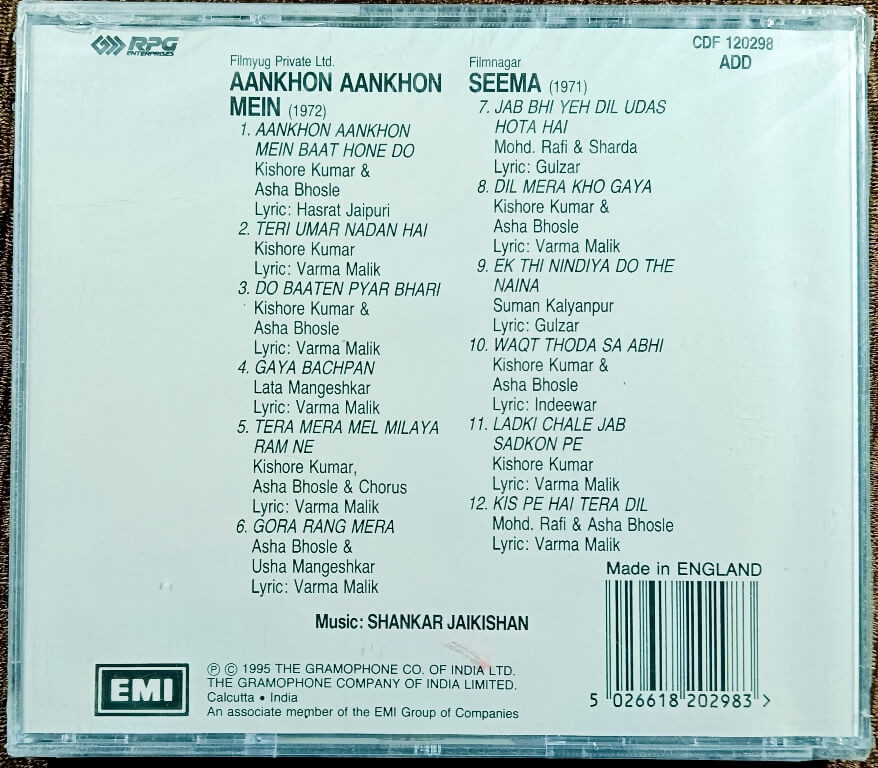 RPG
ENTERPRISES
CDF 120298
ADD
Filmyug Private Ltd.
AANKHON AANKHON
MEIN (1972)
1. AANKHON AANKHON
MEIN BAAT HONE DO
Kishore Kumar &
Asha Bhosle
Lyric: Hasrat Jaipuri
2. TERI UMAR NADAN HAI
Kishore Kumar
Lyric: Varma Malik
3. DO BAATEN PYAR BHARI
Kishore Kumar &
Asha Bhosle
Lyric: Varma Malik
4. GAYA BACHPAN
Lata Mangeshkar
Lyric: Varma Malik
5. TERA MERA MEL MILAYA
RAM NE
Kishore Kumar,
Asha Bhosle & Chorus
Lyric: Varma Malik
6. GORA RANG MERA
Asha Bhosle &
Usha Mangeshkar
Lyric: Varma Malik
Filmnagar
SEEMA (1971)
7. JAB BHI YEH DIL UDAS
HOTA HAI
Mohd. Rafi & Sharda
Lyric: Gulzar
8. DIL MERA KHO GAYA
Kishore Kumar &
Asha Bhosle
Lyric: Varma Malik
9. EK THI NINDIYA DO THE
NAINA
Suman Kalyanpur
Lyric: Gulzar
10. WAQT THODA SA ABHI
Kishore Kumar &
Asha Bhosle
Lyric: Indeewar
11. LADKI CHALE JAB
SADKON PE
Kishore Kumar
Lyric: Varma Malik
12. KIS PE HAI TERA DIL
Mohd. Rafi & Asha Bhosle
Lyric: Varma Malik
Music: SHANKAR JAIKISHAN
Made in ENGLAND
5 026618 202983 >
EMI
℗ © 1995 THE GRAMOPHONE CO. OF INDIA LTD.
THE GRAMOPHONE COMPANY OF INDIA LIMITED.
Calcutta • India
An associate member of the EMI Group of Companies
EMI